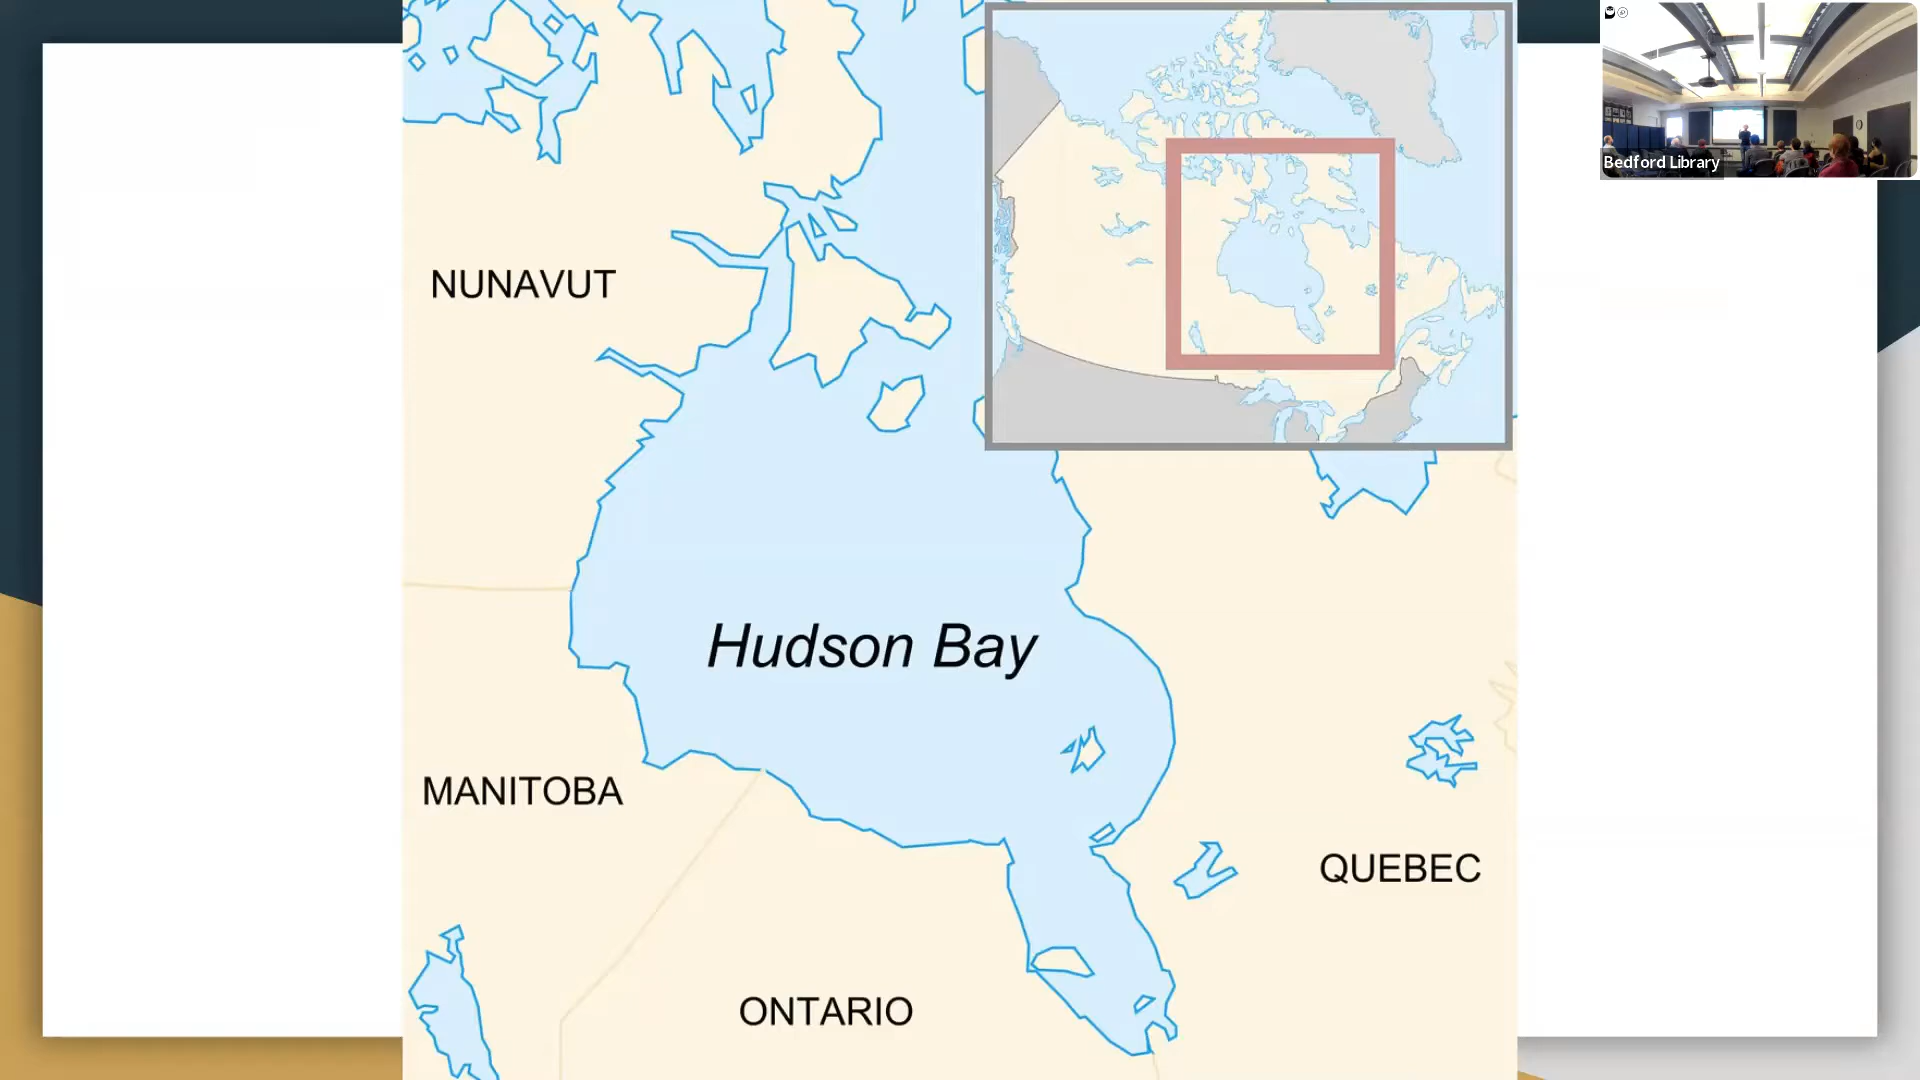 Bedford Library
NUNAVUT
Hudson Bay
MANITOBA
QUEBEC
ONTARIO